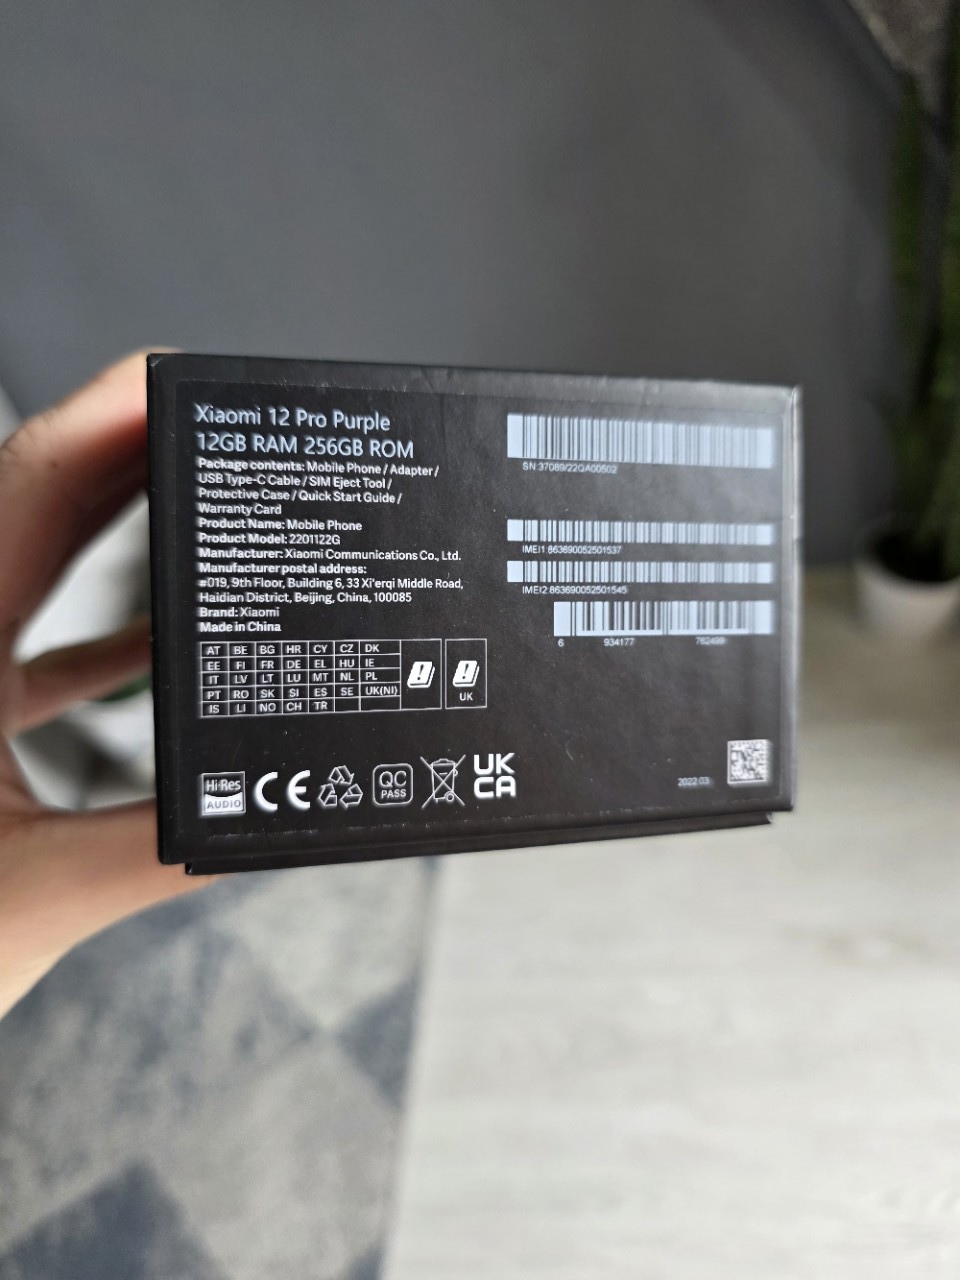 Xiaomi 12 Pro Purple
12GB RAM 256GB ROM
Package contents: Mobile Phone / Adapter /
USB Type-C Cable / SIM Eject Tool /
Protective Case / Quick Start Guide /
Warranty Card
Product Name: Mobile Phone
Product Model: 2201122G
Manufacturer: Xiaomi Communications Co., Ltd.
Manufacturer postal address:
#019, 9th Floor, Building 6, 33 Xi'erqi Middle Road,
Haidian District, Beijing, China, 100085
Brand: Xiaomi
Made in China
AT BE BG HR CY CZ DK
EE FI FR DE EL HU IE
IT LV LT LU MT NL PL
PT RO SK SI ES SE UK(NI)
IS LI NO CH TR
UK
SN:37089/22QA00502
IMEI1 863690052501537
IMEI2 863690052501545
6 934177 762499
Hi-Res
AUDIO
CE
QC
PASS
UK
CA
2022.03